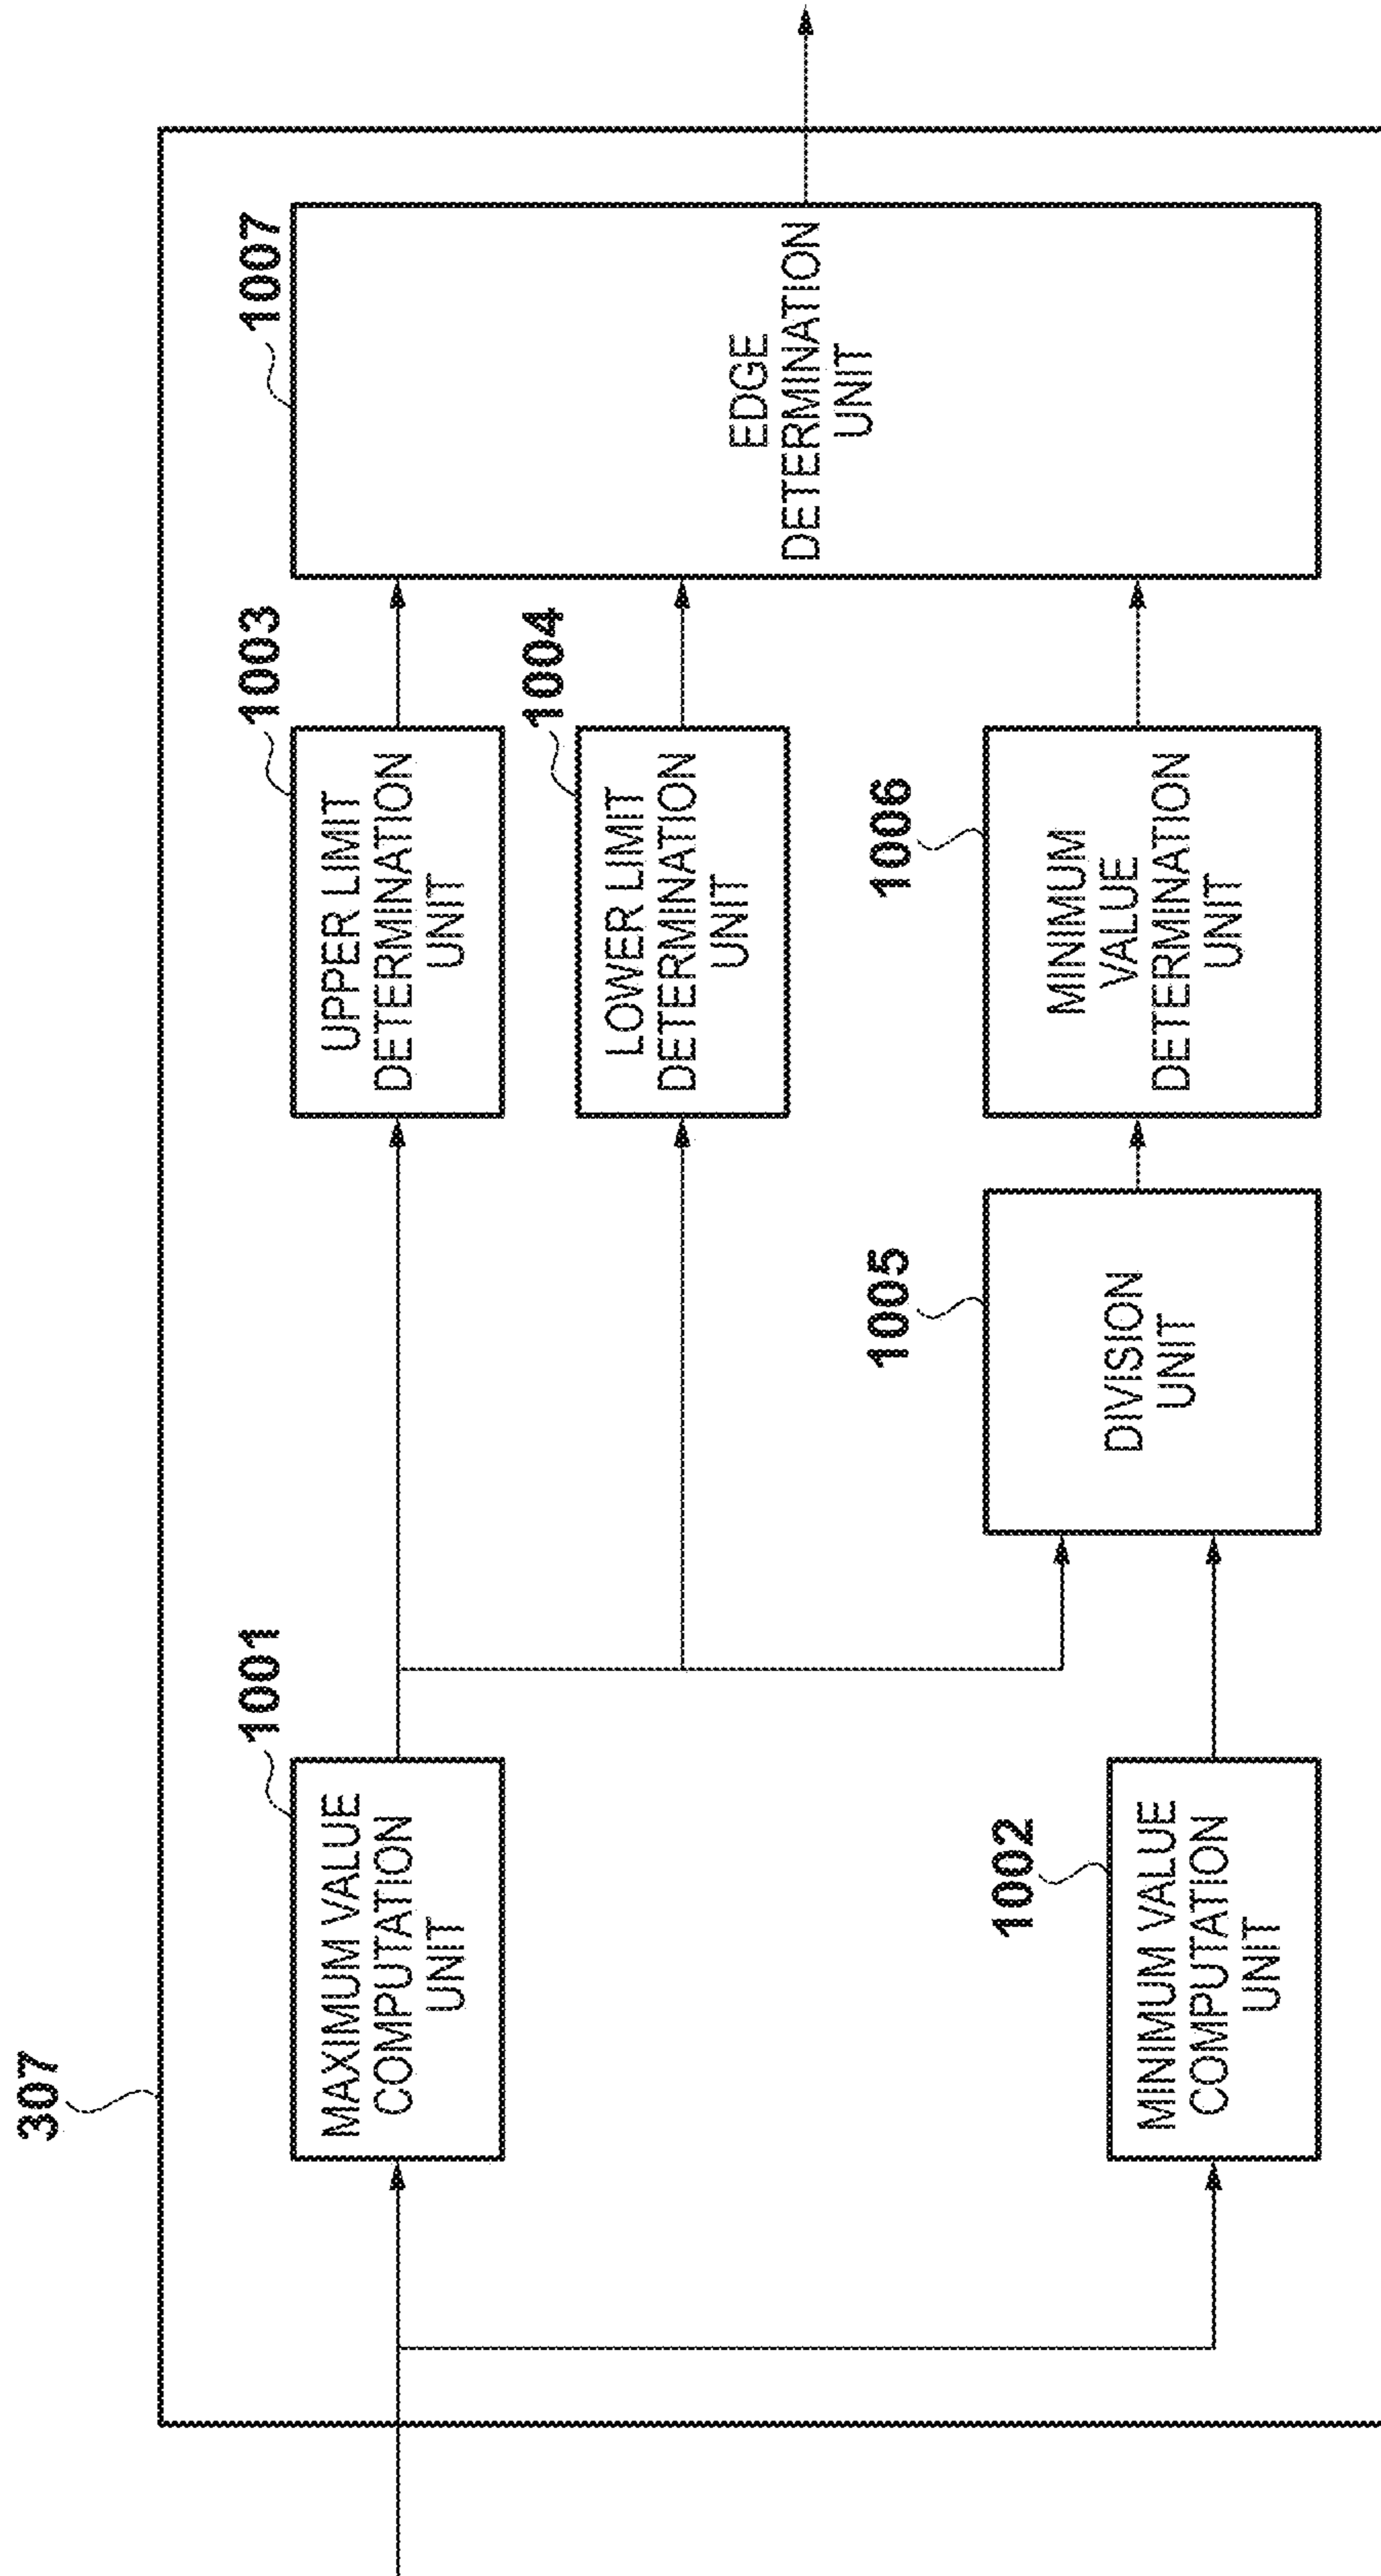 307
1001
MAXIMUM VALUE
COMPUTATION
UNIT
1002
MINIMUM VALUE
COMPUTATION
UNIT
1003
UPPER LIMIT
DETERMINATION
UNIT
1004
LOWER LIMIT
DETERMINATION
UNIT
1005
DIVISION
UNIT
1006
MINIMUM
VALUE
DETERMINATION
UNIT
1007
EDGE
DETERMINATION
UNIT